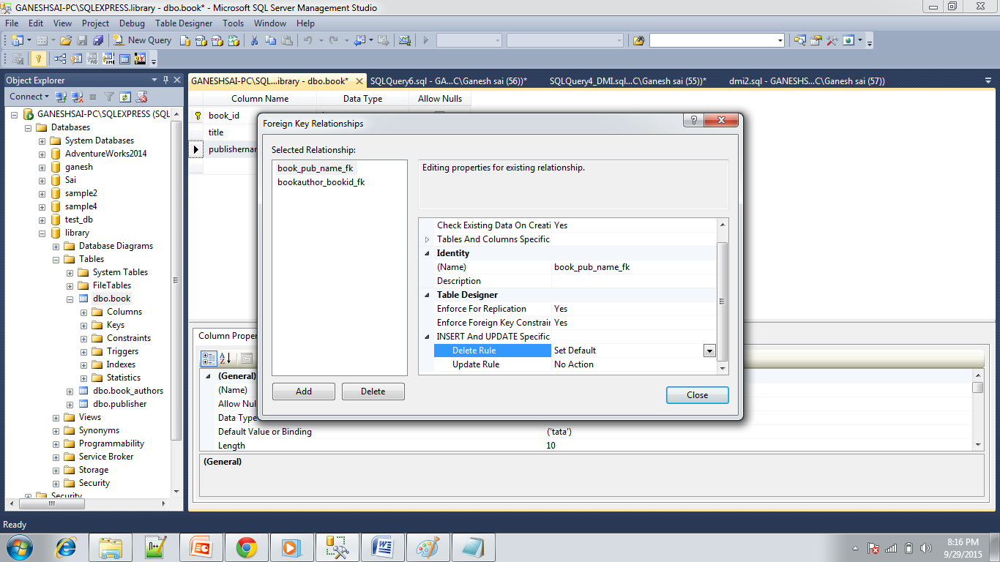 GANESHSAI-PC\SQLEXPRESS.library - dbo.book* - Microsoft SQL Server Management Studio
File Edit View Project Debug Table Designer Tools Window Help
New Query
Object Explorer
Connect
GANESHSAI-PC\SQLEXPRESS (SQL
Databases
System Databases
AdventureWorks2014
ganesh
Sai
sample2
sample4
test_db
library
Database Diagrams
Tables
System Tables
FileTables
dbo.book
Columns
Keys
Constraints
Triggers
Indexes
Statistics
dbo.book_authors
dbo.publisher
Views
Synonyms
Programmability
Service Broker
Storage
Security
Security
GANESHSAI-PC\SQL...ibrary - dbo.book* SQLQuery6.sql - GA...C\Ganesh sai (56))* SQLQuery4_DMI.sql...C\Ganesh sai (55))* dmi2.sql - GANESHS...C\Ganesh sai (57))
Column Name Data Type Allow Nulls
book_id
title
publishernar
Foreign Key Relationships
Selected Relationship:
book_pub_name_fk
bookauthor_bookid_fk
Add Delete
Editing properties for existing relationship.
Check Existing Data On Creati Yes
Tables And Columns Specific
Identity
(Name) book_pub_name_fk
Description
Table Designer
Enforce For Replication Yes
Enforce Foreign Key Constrair Yes
INSERT And UPDATE Specific
Delete Rule Set Default
Update Rule No Action
Close
Column Proper
(General)
(Name)
Allow Nul
Data Type
Default Value or Binding ('tata')
Length 10
(General)
Ready
8:16 PM
9/29/2015